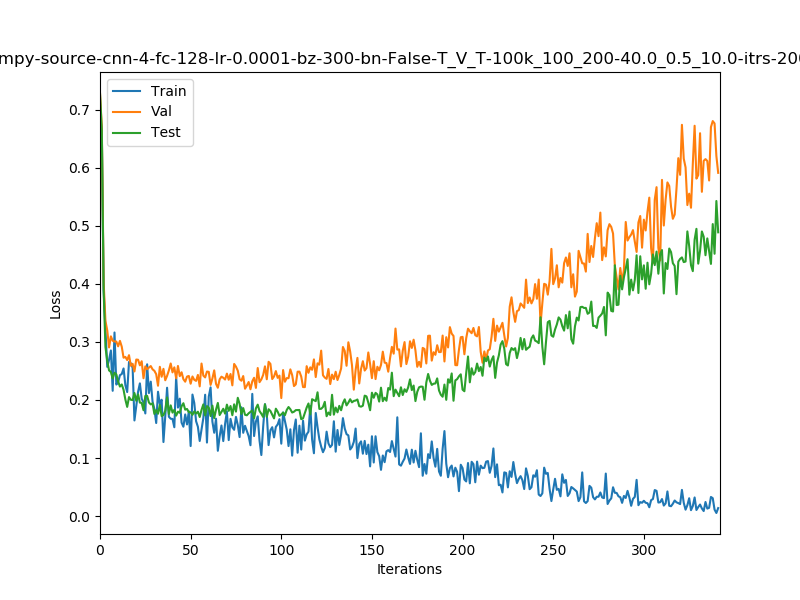 mpy-source-cnn-4-fc-128-lr-0.0001-bz-300-bn-False-T_V_T-100k_100_200-40.0_0.5_10.0-itrs-200
Train
Val
Test
0.7
0.6
0.5
0.4
0.3
0.2
0.1
0.0
Loss
0 50 100 150 200 250 300
Iterations